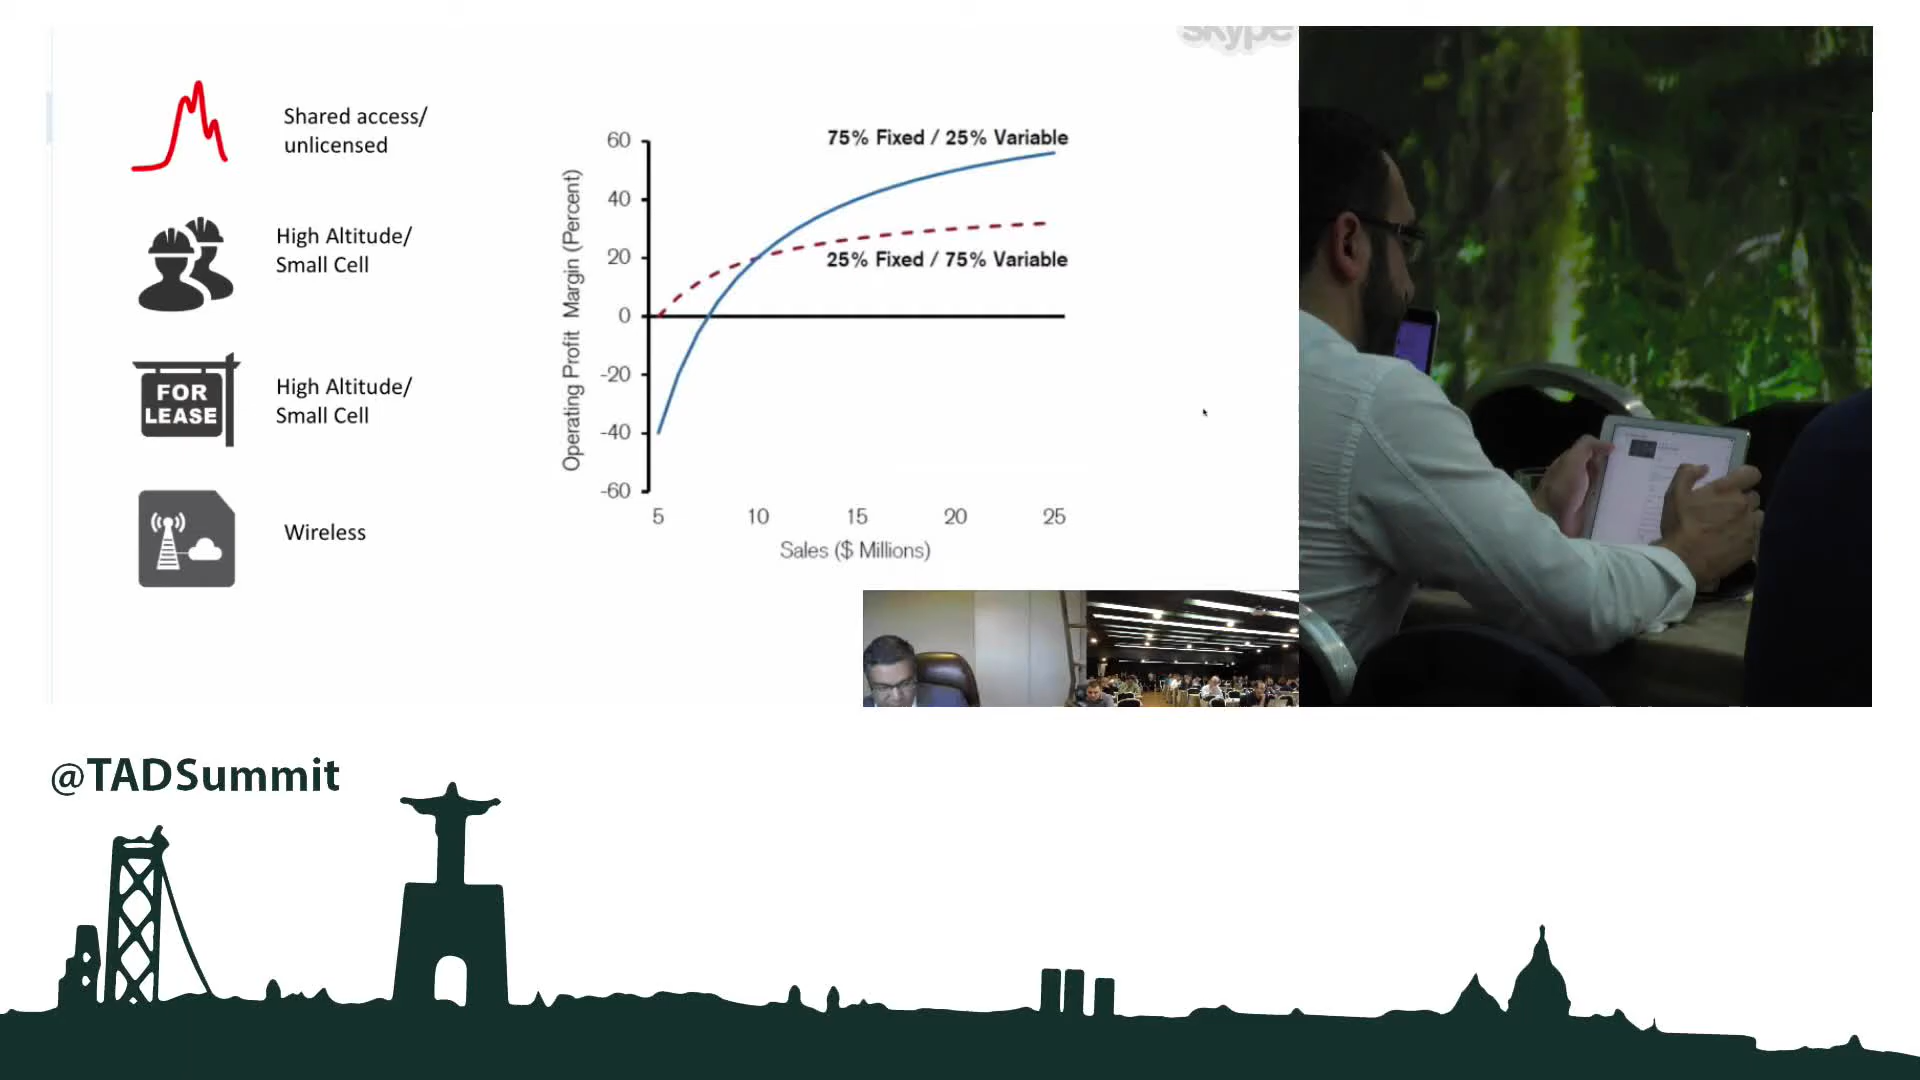 skype
Shared access/
unlicensed
High Altitude/
Small Cell
FOR
LEASE
High Altitude/
Small Cell
Wireless
75% Fixed / 25% Variable
25% Fixed / 75% Variable
Operating Profit Margin (Percent)
60
40
20
0
-20
-40
-60
5 10 15 20 25
Sales ($ Millions)
@TADSummit